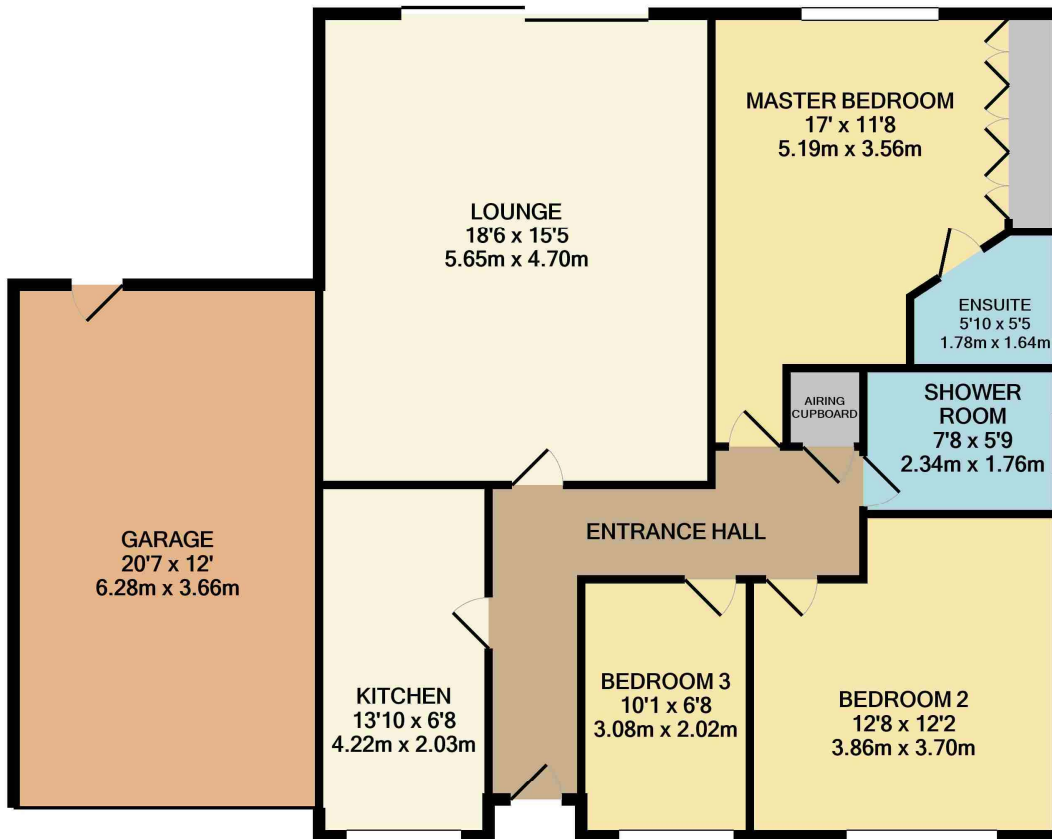 LOUNGE
18'6 x 15'5
5.65m x 4.70m
MASTER BEDROOM
17' x 11'8
5.19m x 3.56m
ENSUITE
5'10 x 5'5
1.78m x 1.64m
AIRING
CUPBOARD
SHOWER
ROOM
7'8 x 5'9
2.34m x 1.76m
GARAGE
20'7 x 12'
6.28m x 3.66m
ENTRANCE HALL
KITCHEN
13'10 x 6'8
4.22m x 2.03m
BEDROOM 3
10'1 x 6'8
3.08m x 2.02m
BEDROOM 2
12'8 x 12'2
3.86m x 3.70m